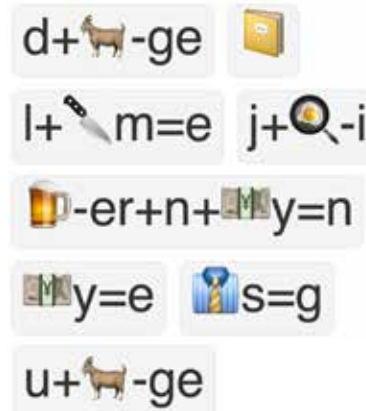 d+🐐-ge 📒
l+🔪m=e j+🍳-i
🍺-er+n+💴y=n
💴y=e 👔s=g
u+🐐-ge